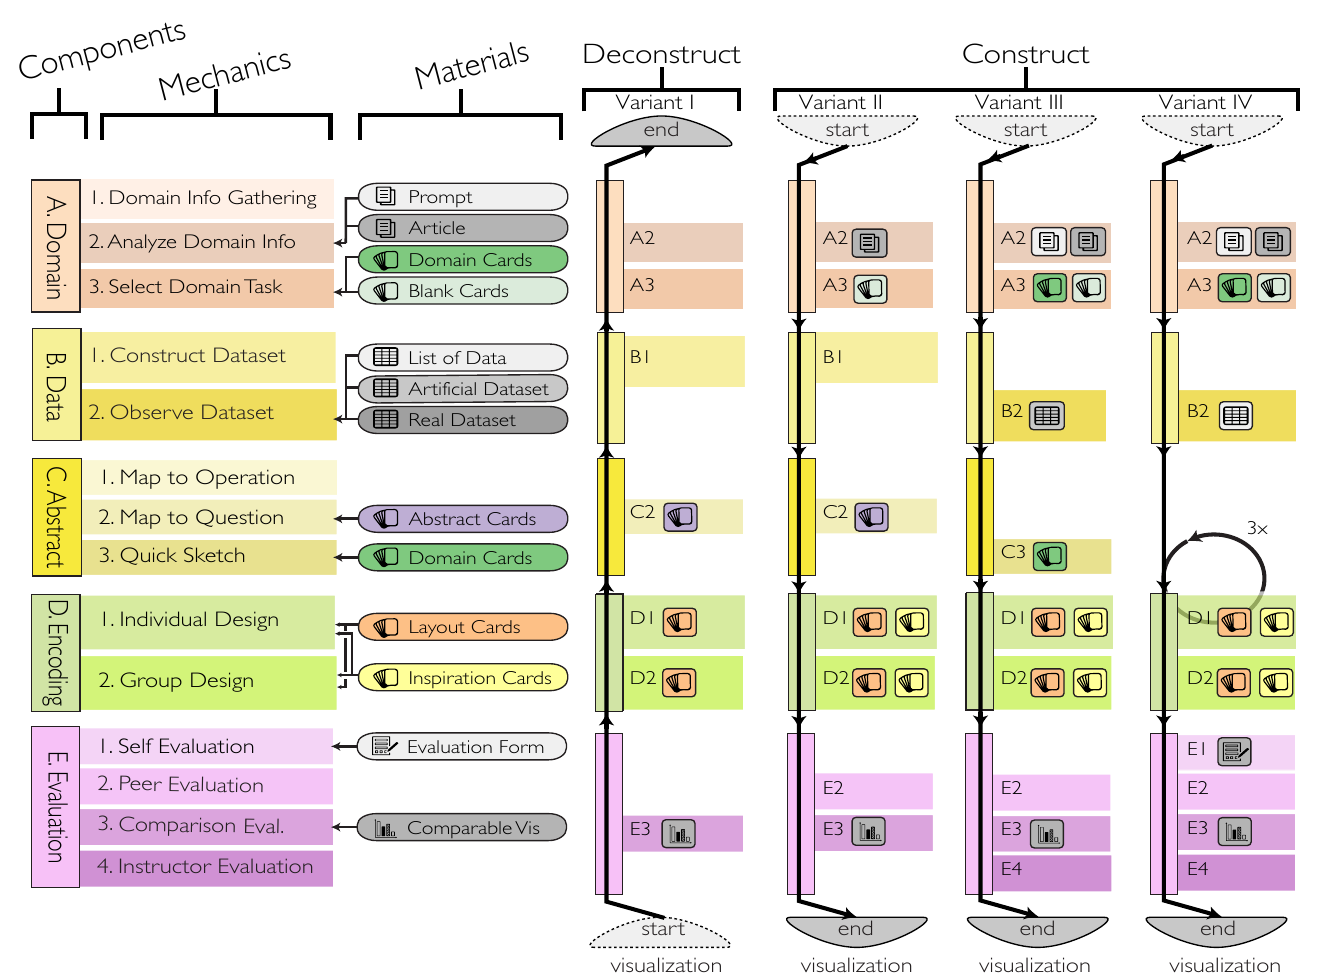 Components
Mechanics
Materials
Deconstruct
Construct
Variant I
Variant II
Variant III
Variant IV
end
start
start
start
A. Domain
1. Domain Info Gathering
2. Analyze Domain Info
3. Select Domain Task
Prompt
Article
Domain Cards
Blank Cards
A2
A3
A2
A3
A2
A3
A2
A3
B. Data
1. Construct Dataset
2. Observe Dataset
List of Data
Artificial Dataset
Real Dataset
B1
B1
B2
B2
C. Abstract
1. Map to Operation
2. Map to Question
3. Quick Sketch
Abstract Cards
Domain Cards
C2
C2
C3
3x
D. Encoding
1. Individual Design
2. Group Design
Layout Cards
Inspiration Cards
D1
D2
D1
D2
D1
D2
D1
D2
E. Evaluation
1. Self Evaluation
2. Peer Evaluation
3. Comparison Eval.
4. Instructor Evaluation
Evaluation Form
Comparable Vis
E3
E2
E3
E2
E3
E4
E1
E2
E3
E4
start
end
end
end
visualization
visualization
visualization
visualization